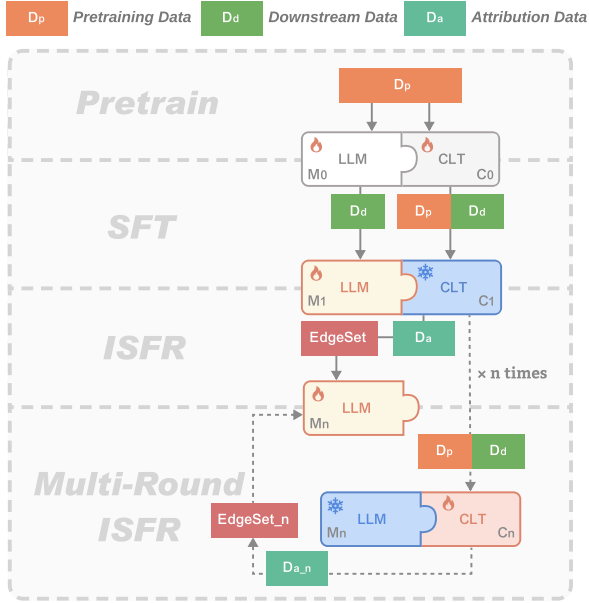 Dp Pretraining Data Dd Downstream Data Da Attribution Data
Pretrain
Dp
LLM CLT
M0 C0
SFT
Dd Dp Dd
LLM CLT
M1 C1
ISFR
EdgeSet Da
× n times
LLM
Mn
Dp Dd
Multi-Round
ISFR
EdgeSet_n
LLM CLT
Mn Cn
Da_n